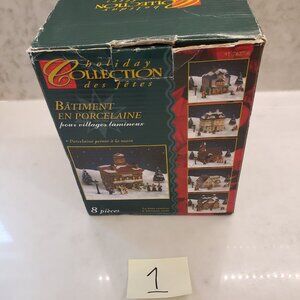 holiday
COLLECTION
des fêtes
BÂTIMENT
EN PORCELAINE
pour villages lumineux
• Porcelaine peinte à la main
8 pièces
1